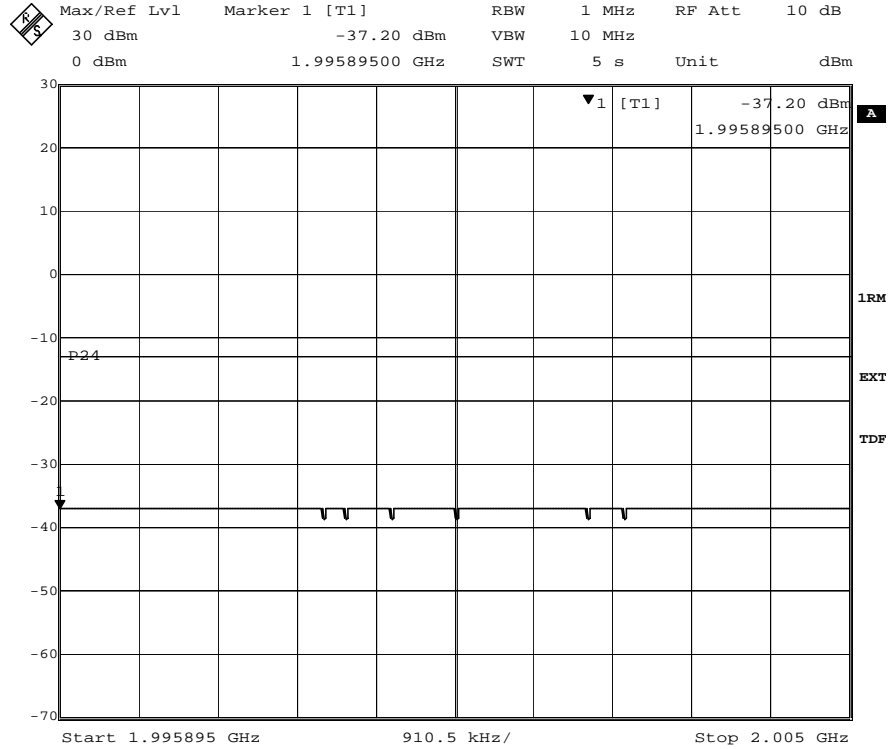 R S
Max/Ref Lvl Marker 1 [T1] RBW 1 MHz RF Att 10 dB
30 dBm -37.20 dBm VBW 10 MHz
0 dBm 1.99589500 GHz SWT 5 s Unit dBm
30
1 [T1] -37.20 dBm
A
1.99589500 GHz
20
10
0
1RM
-10
P24
EXT
-20
TDF
-30
1
-40
-50
-60
-70
Start 1.995895 GHz 910.5 kHz/ Stop 2.005 GHz